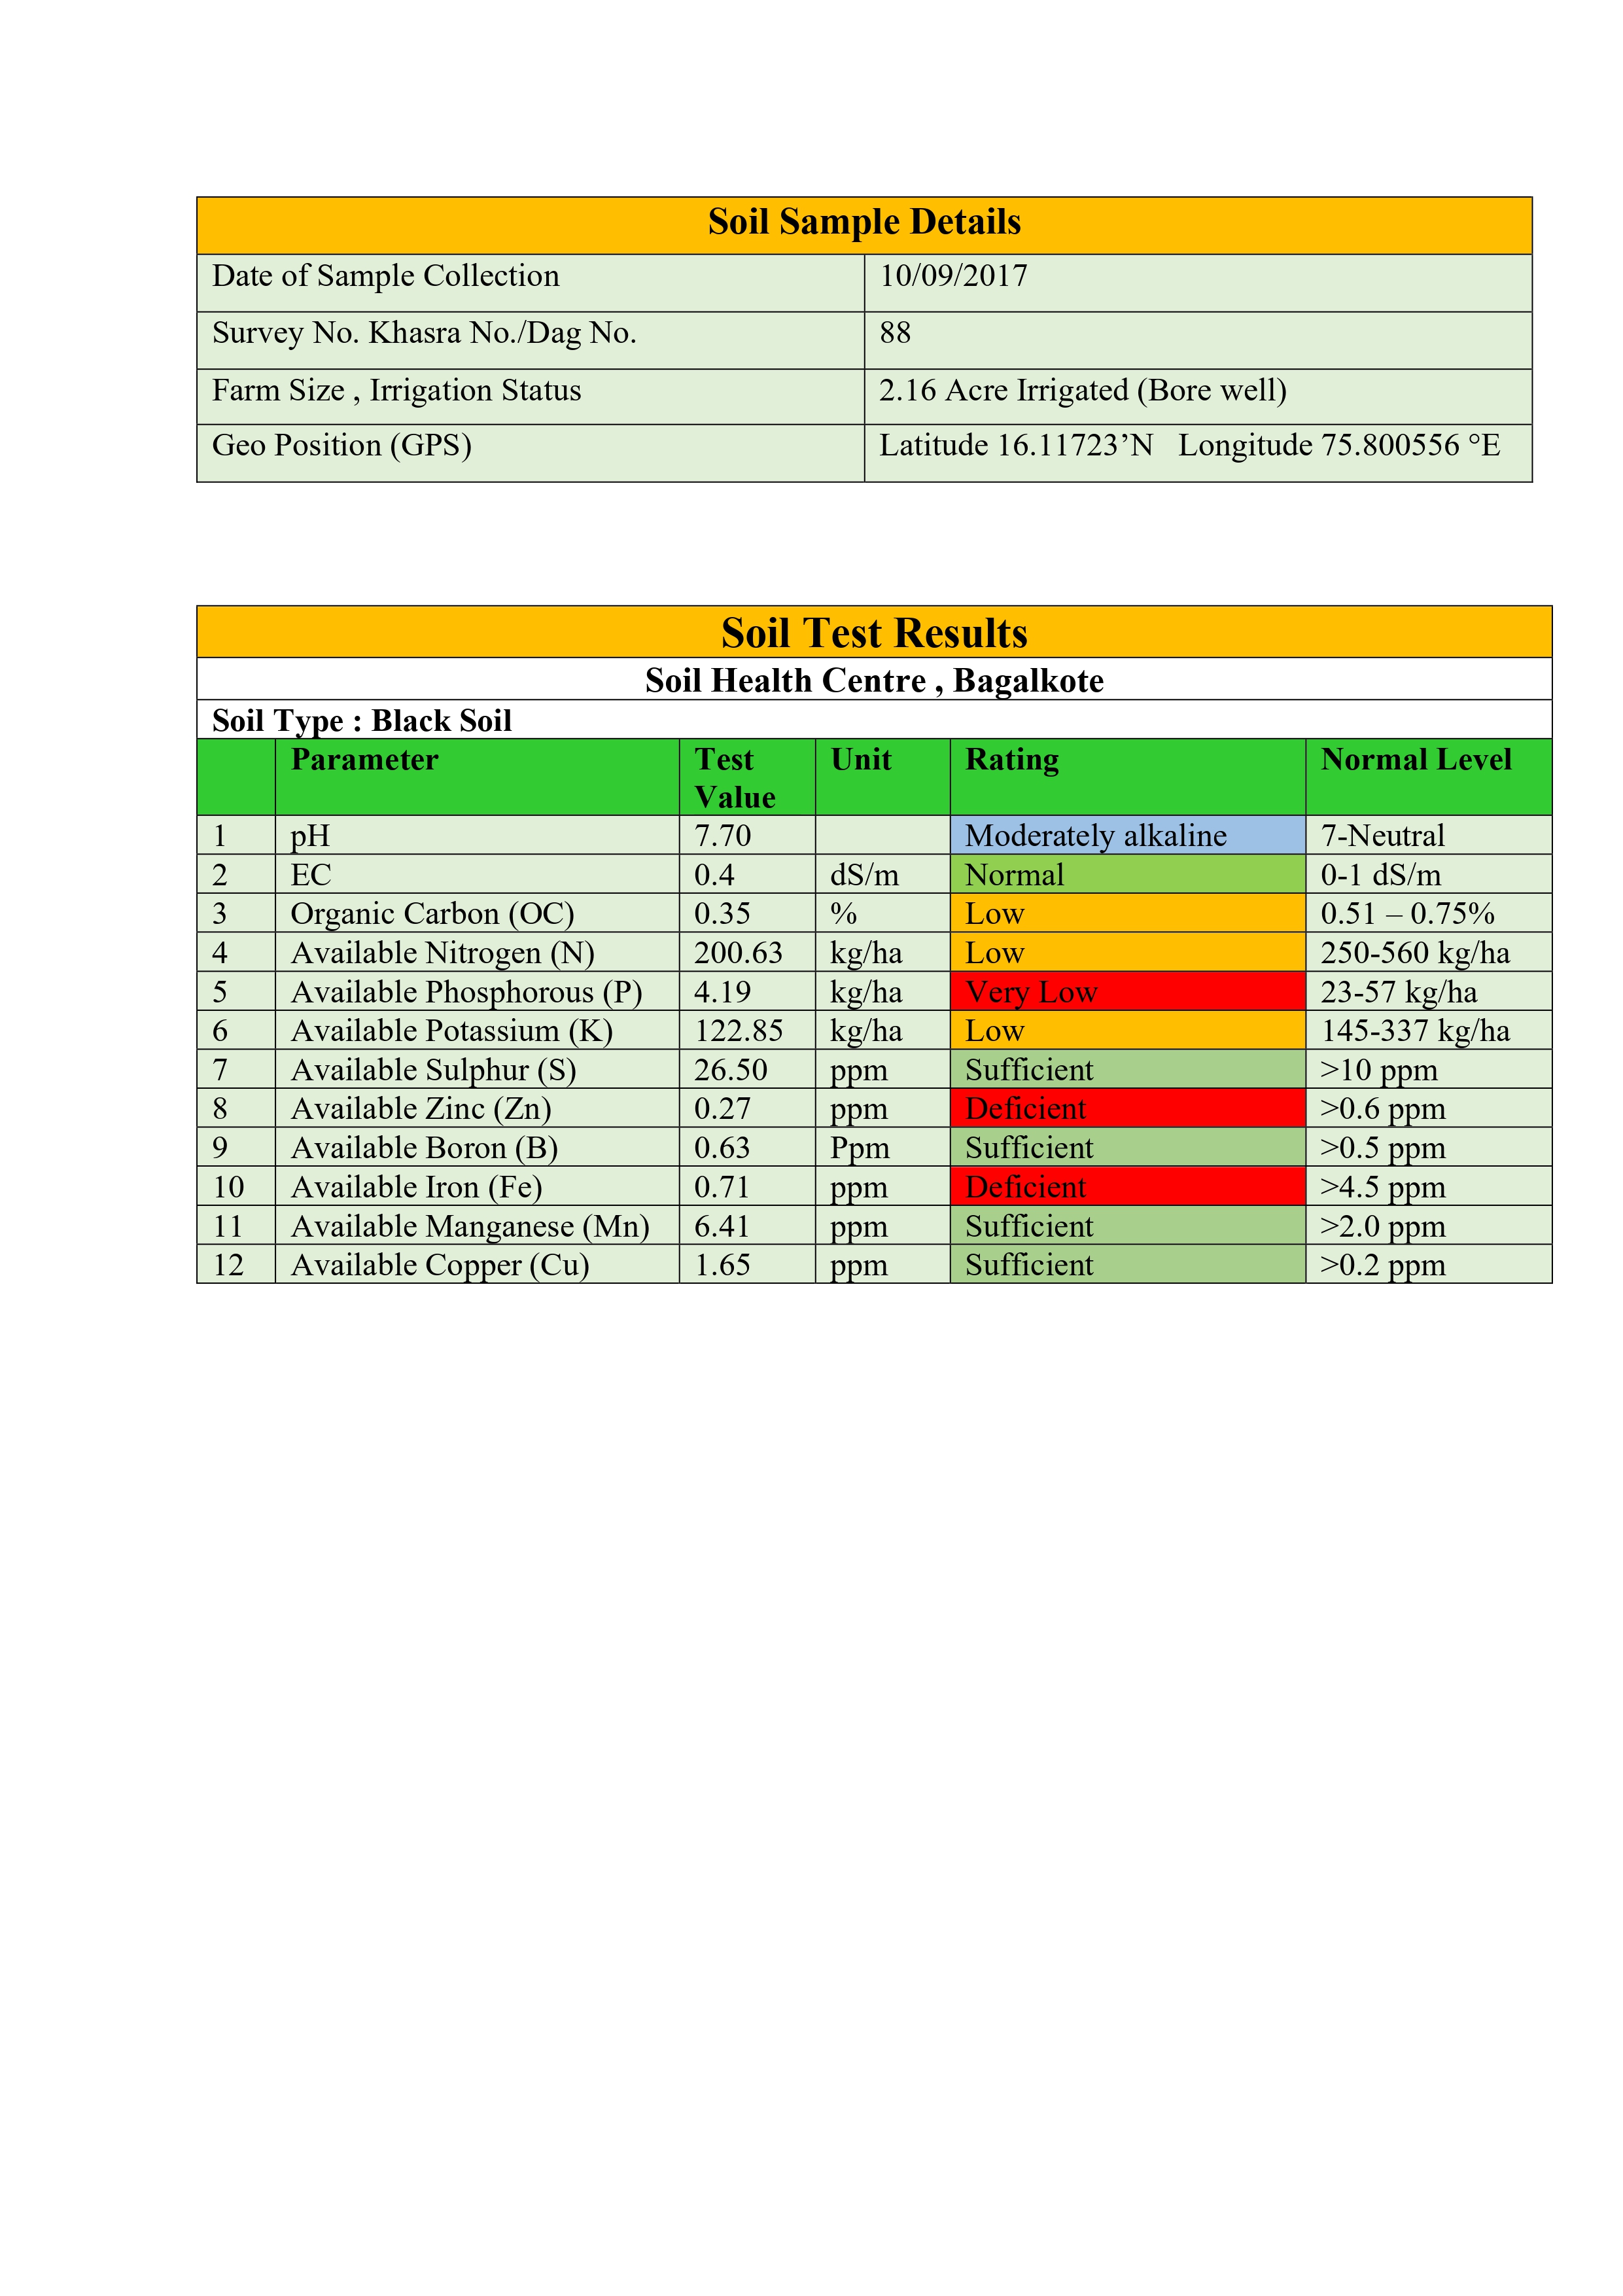 Soil Sample Details
Date of Sample Collection 10/09/2017
Survey No. Khasra No./Dag No. 88
Farm Size , Irrigation Status 2.16 Acre Irrigated (Bore well)
Geo Position (GPS) Latitude 16.11723’N Longitude 75.800556 °E
Soil Test Results
Soil Health Centre , Bagalkote
Soil Type : Black Soil
Parameter Test Value Unit Rating Normal Level
1 pH 7.70 Moderately alkaline 7-Neutral
2 EC 0.4 dS/m Normal 0-1 dS/m
3 Organic Carbon (OC) 0.35 % Low 0.51 – 0.75%
4 Available Nitrogen (N) 200.63 kg/ha Low 250-560 kg/ha
5 Available Phosphorous (P) 4.19 kg/ha Very Low 23-57 kg/ha
6 Available Potassium (K) 122.85 kg/ha Low 145-337 kg/ha
7 Available Sulphur (S) 26.50 ppm Sufficient >10 ppm
8 Available Zinc (Zn) 0.27 ppm Deficient >0.6 ppm
9 Available Boron (B) 0.63 Ppm Sufficient >0.5 ppm
10 Available Iron (Fe) 0.71 ppm Deficient >4.5 ppm
11 Available Manganese (Mn) 6.41 ppm Sufficient >2.0 ppm
12 Available Copper (Cu) 1.65 ppm Sufficient >0.2 ppm